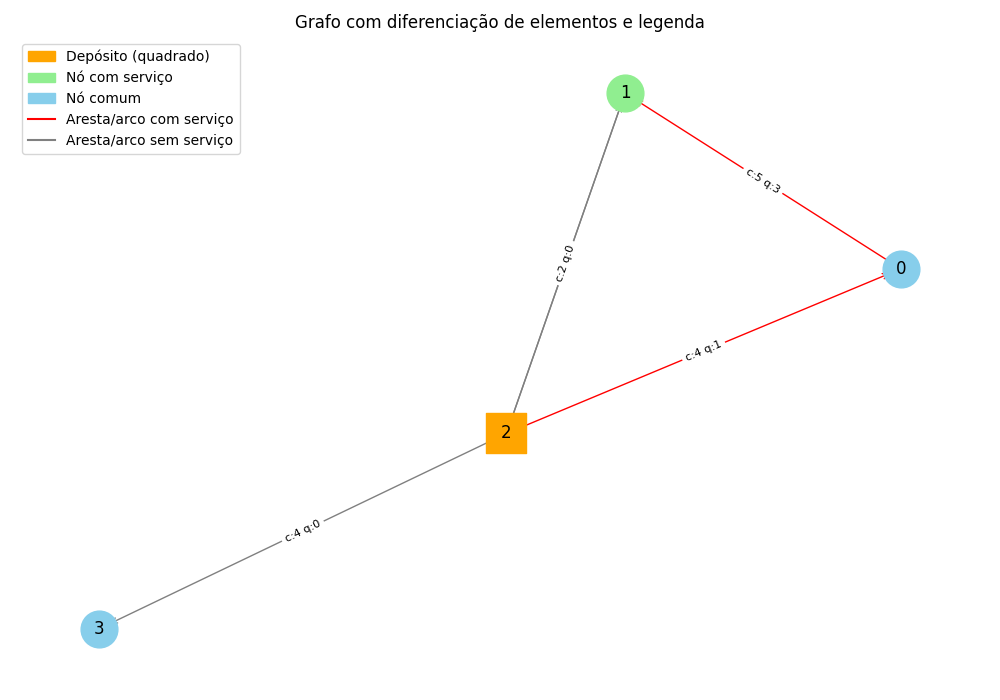 Grafo com diferenciação de elementos e legenda
Depósito (quadrado)
Nó com serviço
Nó comum
Aresta/arco com serviço
Aresta/arco sem serviço
1
c:5 q:3
c:2 q:0
0
c:4 q:1
2
c:4 q:0
3